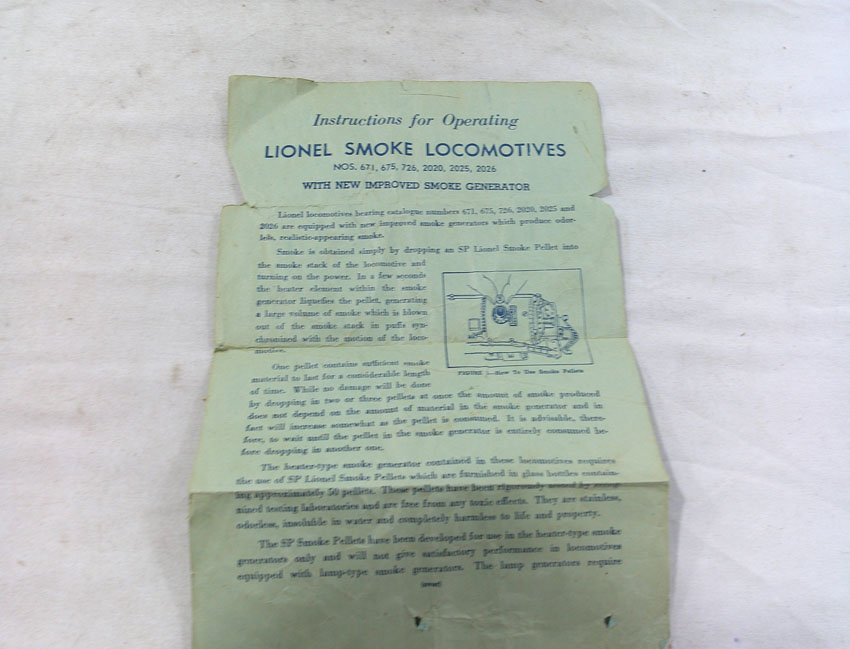 Instructions for Operating
LIONEL SMOKE LOCOMOTIVES
NOS. 671, 675, 726, 2020, 2025, 2026
WITH NEW IMPROVED SMOKE GENERATOR
Lionel locomotives bearing catalogue numbers 671, 675, 726, 2020, 2025 and
2026 are equipped with new improved smoke generators which produce odor-
less, realistic-appearing smoke.
Smoke is obtained simply by dropping an SP Lionel Smoke Pellet into
the smoke stack of the locomotive and
turning on the power. In a few seconds
the heater element within the smoke
generator liquefies the pellet, generating
a large volume of smoke which is blown
out of the smoke stack in puffs syn-
chronized with the motion of the loco-
motive.
FIGURE 1—How To Use Smoke Pellets
One pellet contains sufficient smoke
material to last for a considerable length
of time. While no damage will be done
by dropping in two or three pellets at once the amount of smoke produced
does not depend on the amount of material in the smoke generator and in
fact will increase somewhat as the pellet is consumed. It is advisable, there-
fore, to wait until the pellet in the smoke generator is entirely consumed be-
fore dropping in another one.
The heater-type smoke generator contained in these locomotives requires
the use of SP Lionel Smoke Pellets which are furnished in glass bottles contain-
ing approximately 50 pellets. These pellets have been rigorously tested by recog-
nized testing laboratories and are free from any toxic effects. They are stainless,
odorless, insoluble in water and completely harmless to life and property.
The SP Smoke Pellets have been developed for use in the heater-type smoke
generators only and will not give satisfactory performance in locomotives
equipped with lamp-type smoke generators. The lamp generators require
(over)